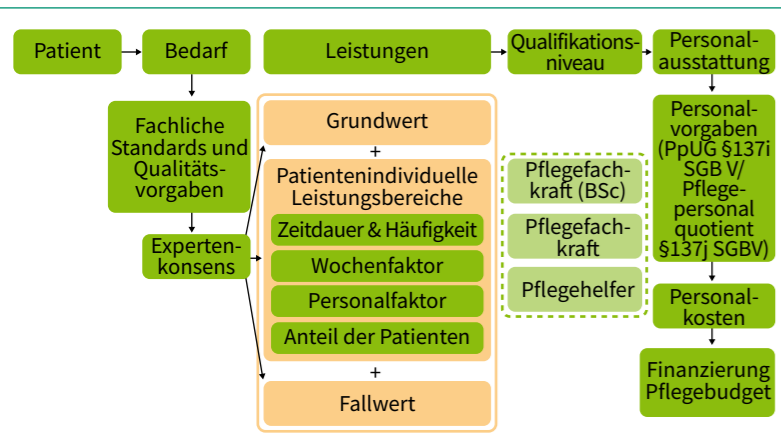 Patient
Bedarf
Leistungen
Qualifikations-
niveau
Personal-
ausstattung
Fachliche
Standards und
Qualitäts-
vorgaben
Experten-
konsens
Grundwert
+
Patientenindividuelle
Leistungsbereiche
Zeitdauer & Häufigkeit
Wochenfaktor
Personalfaktor
Anteil der Patienten
+
Fallwert
Pflegefach-
kraft (BSc)
Pflegefach-
kraft
Pflegehelfer
Personal-
vorgaben
(PpUG §137i
SGB V/
Pflege-
personal
quotient
§137j SGBV)
Personal-
kosten
Finanzierung
Pflegebudget